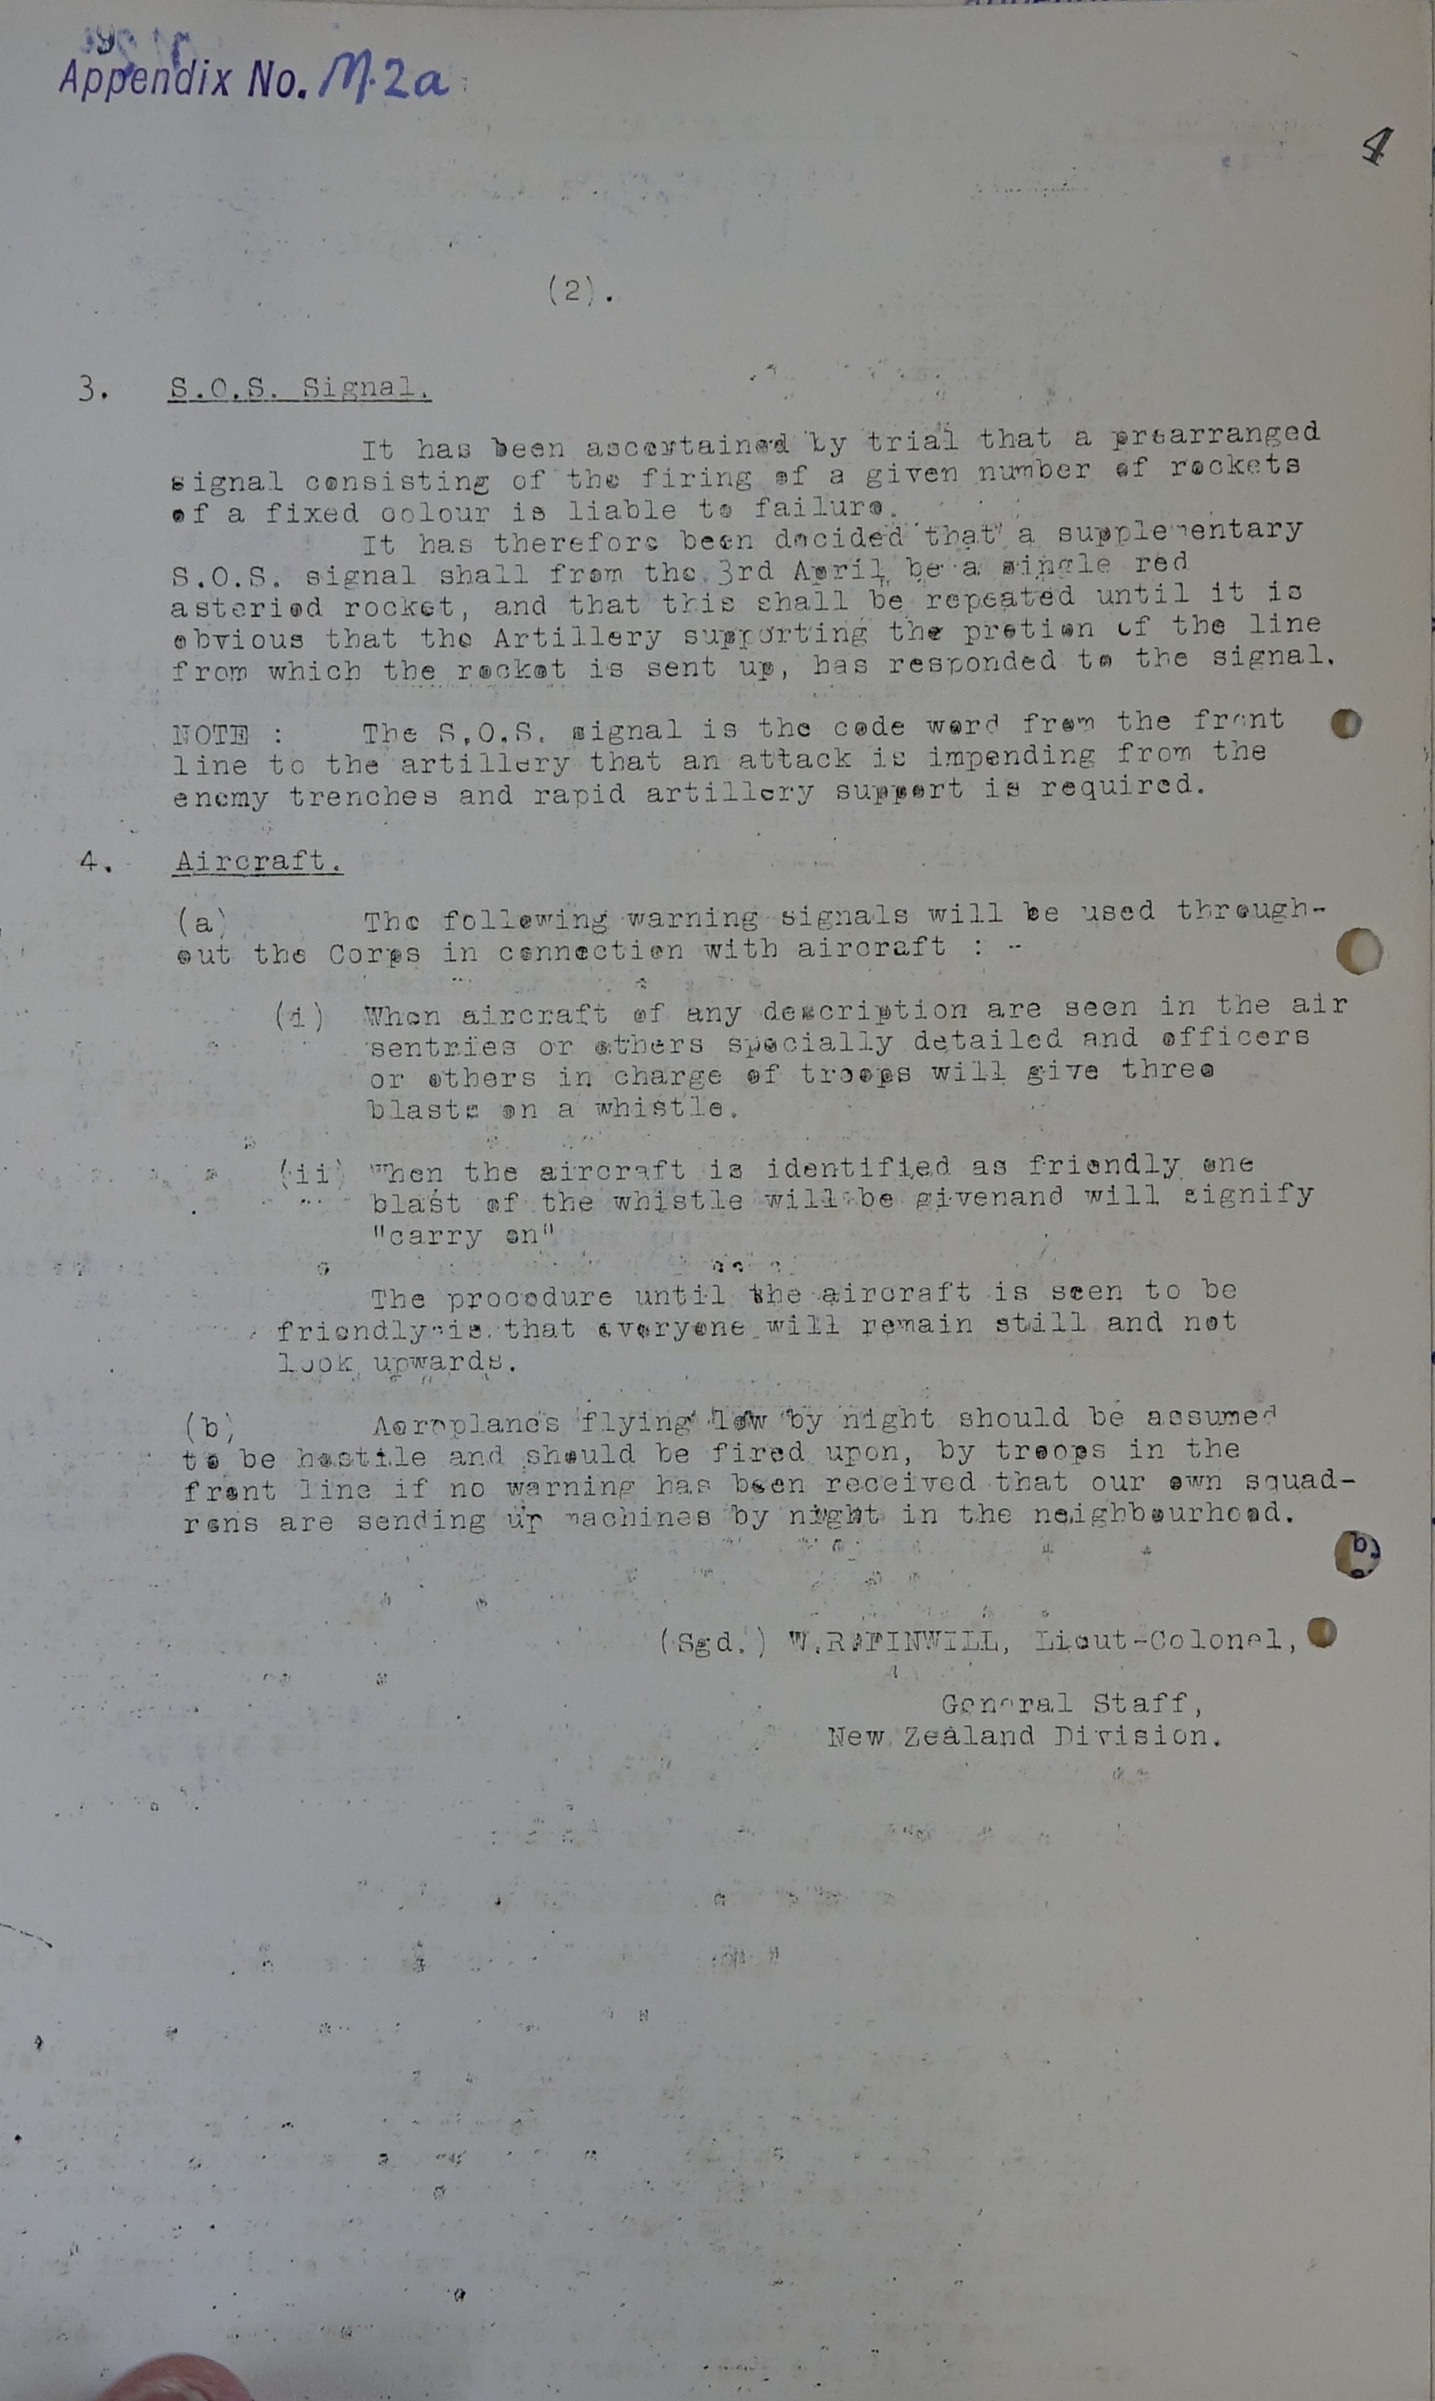 Appendix No. M.2a
4
(2).
3. S.O.S. Signal.
It has been ascertained by trial that a prearranged
signal consisting of the firing of a given number of rockets
of a fixed colour is liable to failure.
It has therefore been decided that a supplementary
S.O.S. signal shall from the 3rd April be a single red
asteried rocket, and that this shall be repeated until it is
obvious that the Artillery supporting the protion of the line
from which the rocket is sent up, has responded to the signal.
NOTE : The S.O.S. signal is the code word from the front
line to the artillery that an attack is impending from the
enemy trenches and rapid artillery support is required.
4. Aircraft.
(a) The following warning signals will be used through-
out the Corps in connection with aircraft : -
(i) When aircraft of any description are seen in the air
sentries or others specially detailed and officers
or others in charge of troops will give three
blasts on a whistle.
(ii) When the aircraft is identified as friendly one
blast of the whistle will be givenand will signify
"carry on"
The procedure until the aircraft is seen to be
friendly is that everyone will remain still and not
look upwards.
(b) Aeroplanes flying low by night should be assumed
to be hostile and should be fired upon, by troops in the
front line if no warning has been received that our own squad-
rons are sending up machines by night in the neighbourhood.
(Sgd.) Lieut-Colonel,
General Staff,
New Zealand Division.